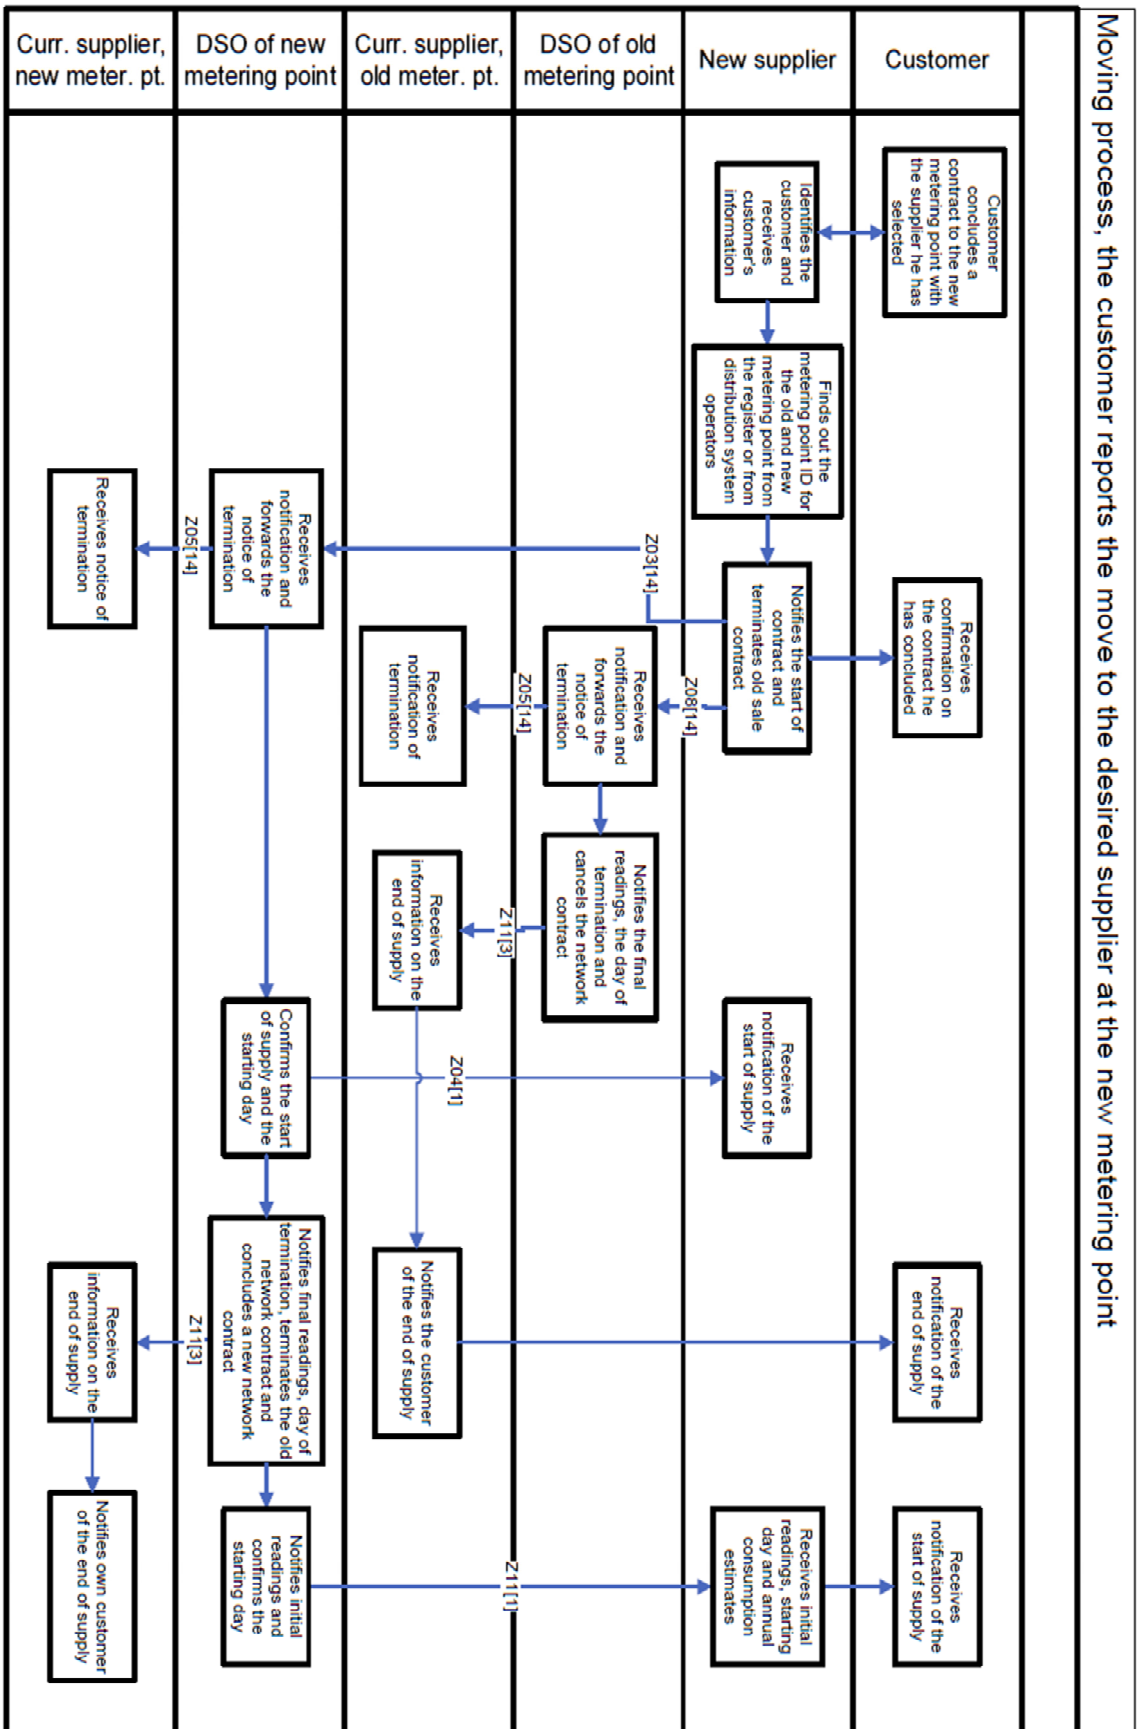 Moving process, the customer reports the move to the desired supplier at the new metering point
Customer
Customer
concludes a
contract to the new
metering point with
the supplier he has
selected
Receives
confirmation on
the contract he
has concluded
Receives
notification of the
end of supply
Receives
notification of the
start of supply
New supplier
Identifies the
customer and
receives
customer's
information
Finds out the
metering point ID for
the old and new
metering point from
the register or from
distribution system
operators
Notifies the start of
contract and
terminates old sale
contract
Receives
notification of the
start of supply
Receives initial
readings, starting
day and annual
consumption
estimates
Z03[14]
Z08[14]
DSO of old
metering point
Receives
notification and
forwards the
notice of
termination
Notifies the final
readings, the day of
termination and
cancels the network
contract
Z05[14]
Z11[3]
Z11[1]
Curr. supplier,
old meter. pt.
Receives
notification of
termination
Receives
information on the
end of supply
Z04[1]
Notifies the customer
of the end of supply
DSO of new
metering point
Receives
notification and
forwards the
notice of
termination
Confirms the start
of supply and the
starting day
Notifies final readings, day of
termination, terminates the old
network contract and
concludes a new network
contract
Notifies initial
readings and
confirms the
starting day
Z05[14]
Z11[3]
Curr. supplier,
new meter. pt.
Receives notice of
termination
Receives
information on the
end of supply
Notifies own customer
of the end of supply